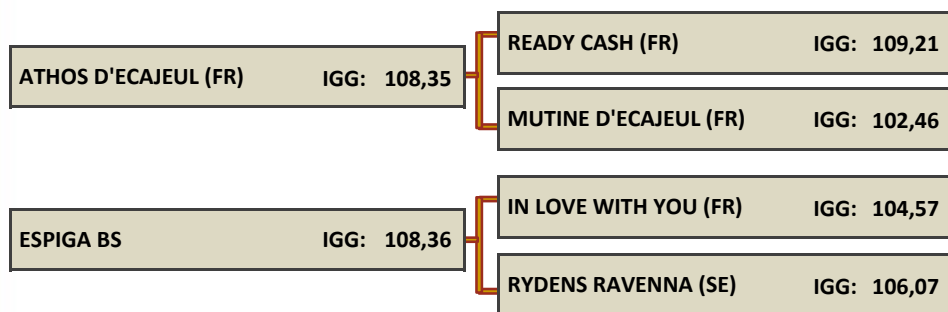 READY CASH (FR) IGG: 109,21
ATHOS D'ECAJEUL (FR) IGG: 108,35
MUTINE D'ECAJEUL (FR) IGG: 102,46
IN LOVE WITH YOU (FR) IGG: 104,57
ESPIGA BS IGG: 108,36
RYDENS RAVENNA (SE) IGG: 106,07